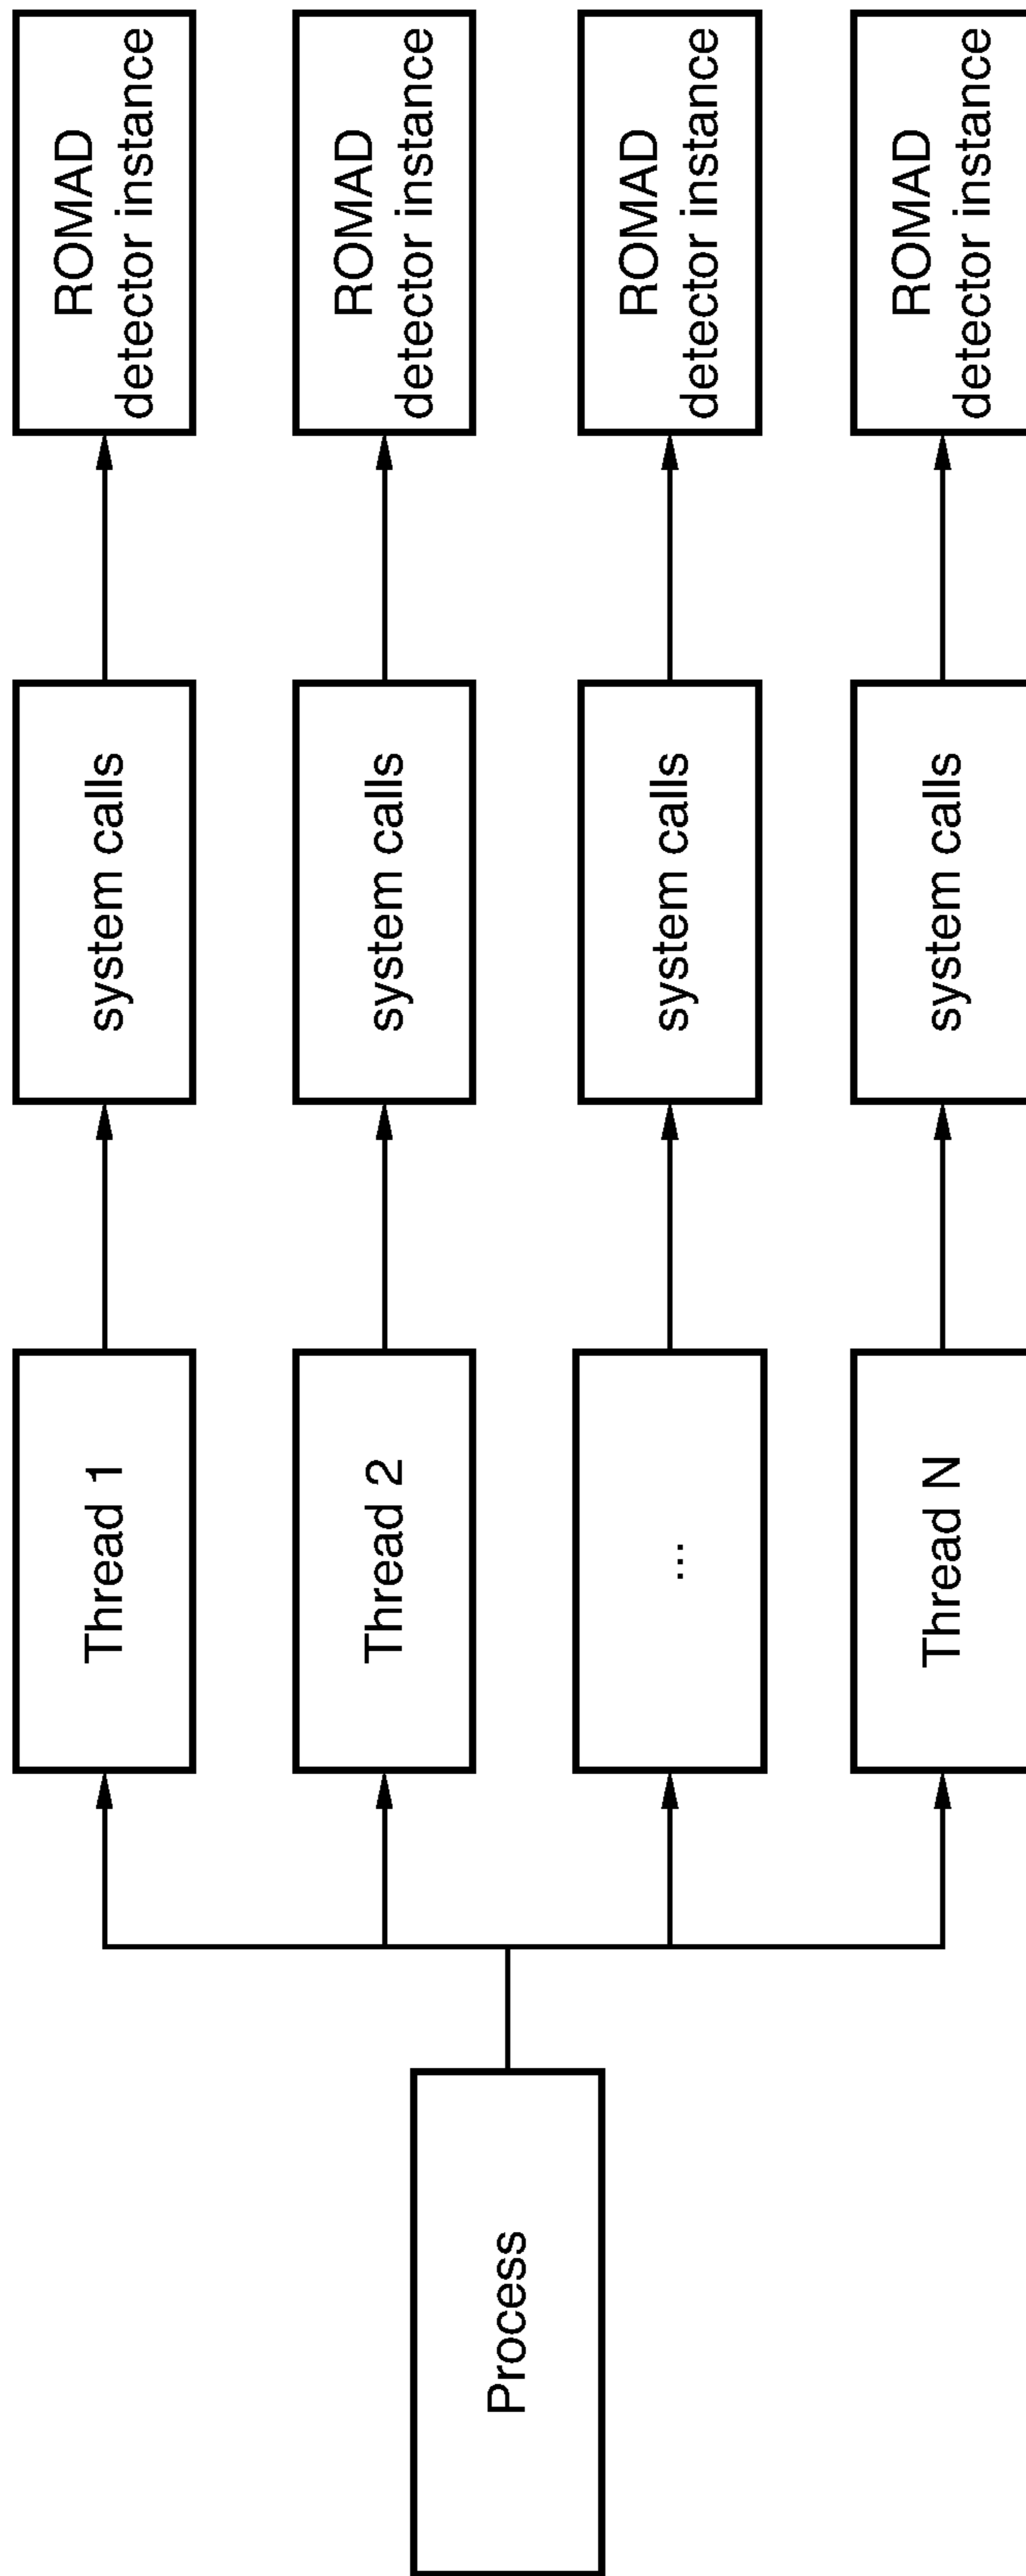 Process
Thread 1
system calls
ROMAD
detector instance
Thread 2
system calls
ROMAD
detector instance
...
system calls
ROMAD
detector instance
Thread N
system calls
ROMAD
detector instance